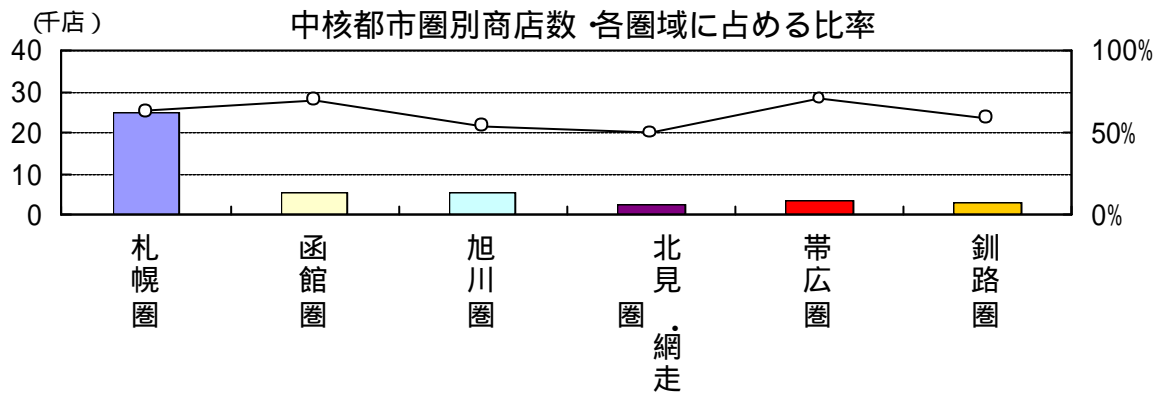 (千店)
中核都市圏別商店数・各圏域に占める比率
40
30
20
10
0
100%
50%
0%
札幌圏
函館圏
旭川圏
北見・網走圏
帯広圏
釧路圏